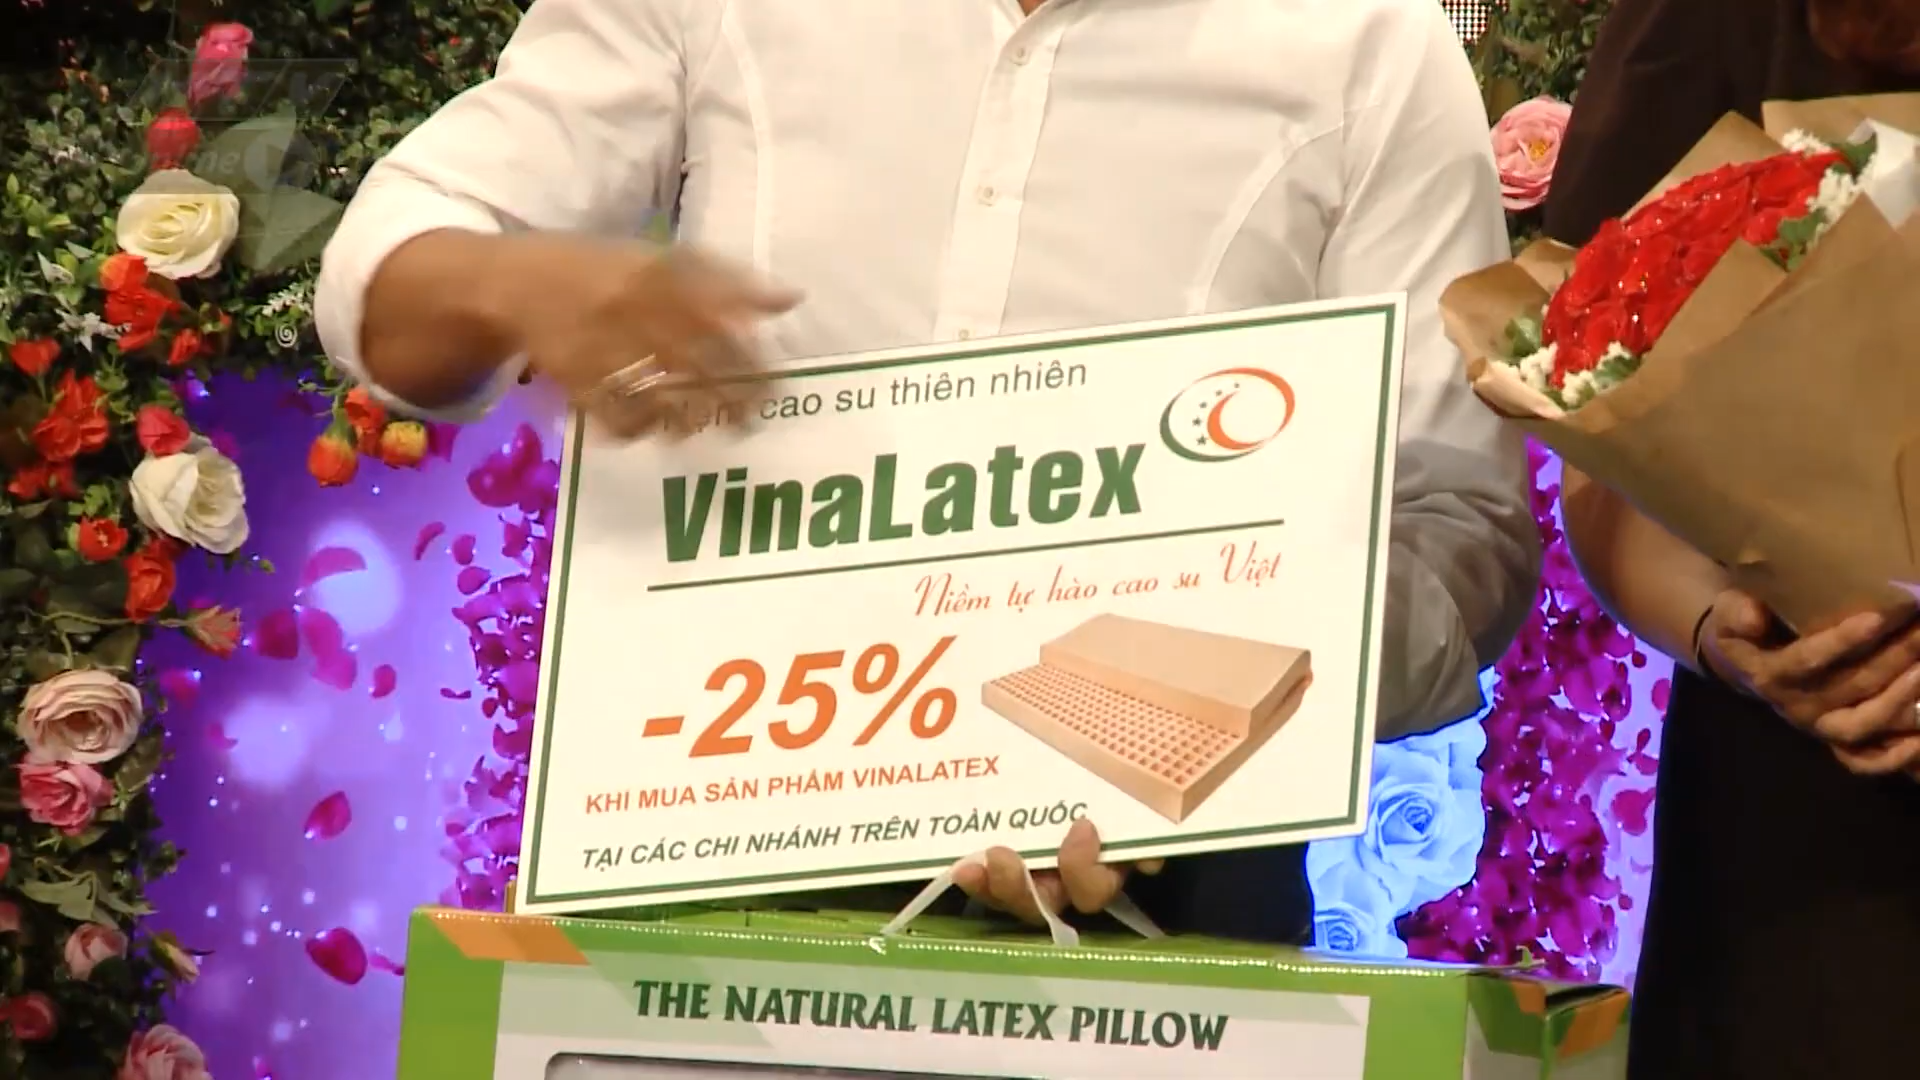 cao su thiên nhiên
VinaLatex
Niềm tự hào cao su Việt
-25%
KHI MUA SẢN PHẨM VINALATEX
TẠI CÁC CHI NHÁNH TRÊN TOÀN QUỐC
THE NATURAL LATEX PILLOW